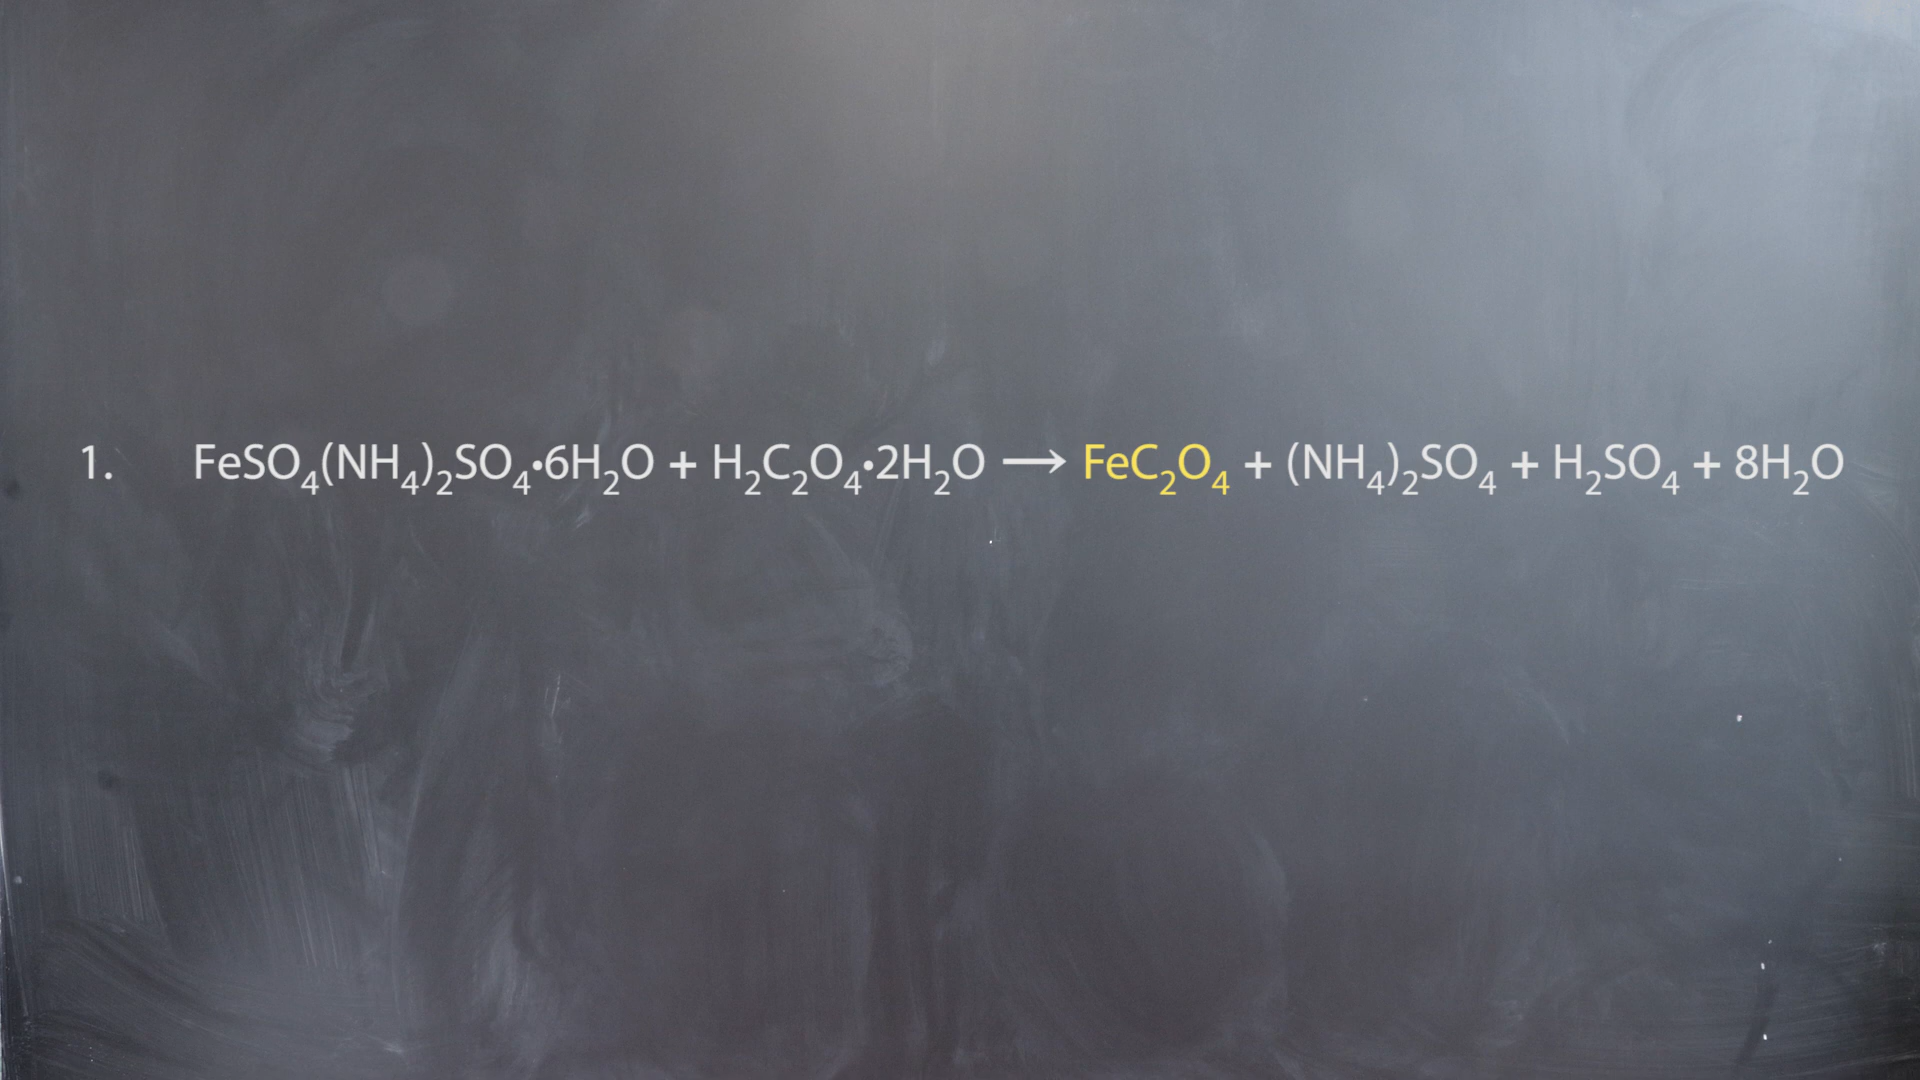 1. FeSO₄(NH₄)₂SO₄•6H₂O + H₂C₂O₄•2H₂O ⟶ FeC₂O₄ + (NH₄)₂SO₄ + H₂SO₄ + 8H₂O